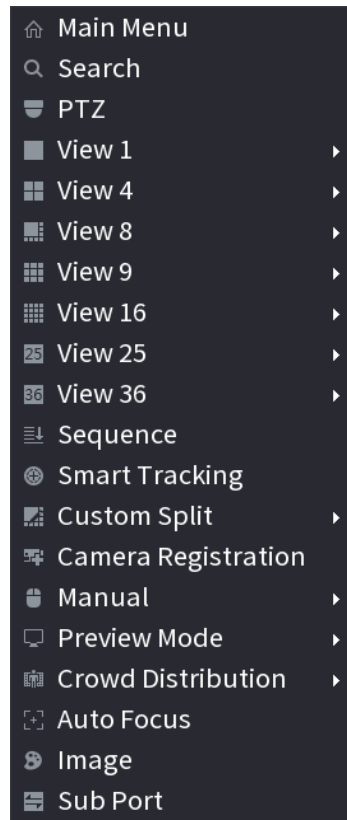 Main Menu
Search
PTZ
View 1
View 4
View 8
View 9
View 16
25 View 25
36 View 36
Sequence
Smart Tracking
Custom Split
Camera Registration
Manual
Preview Mode
Crowd Distribution
Auto Focus
Image
Sub Port